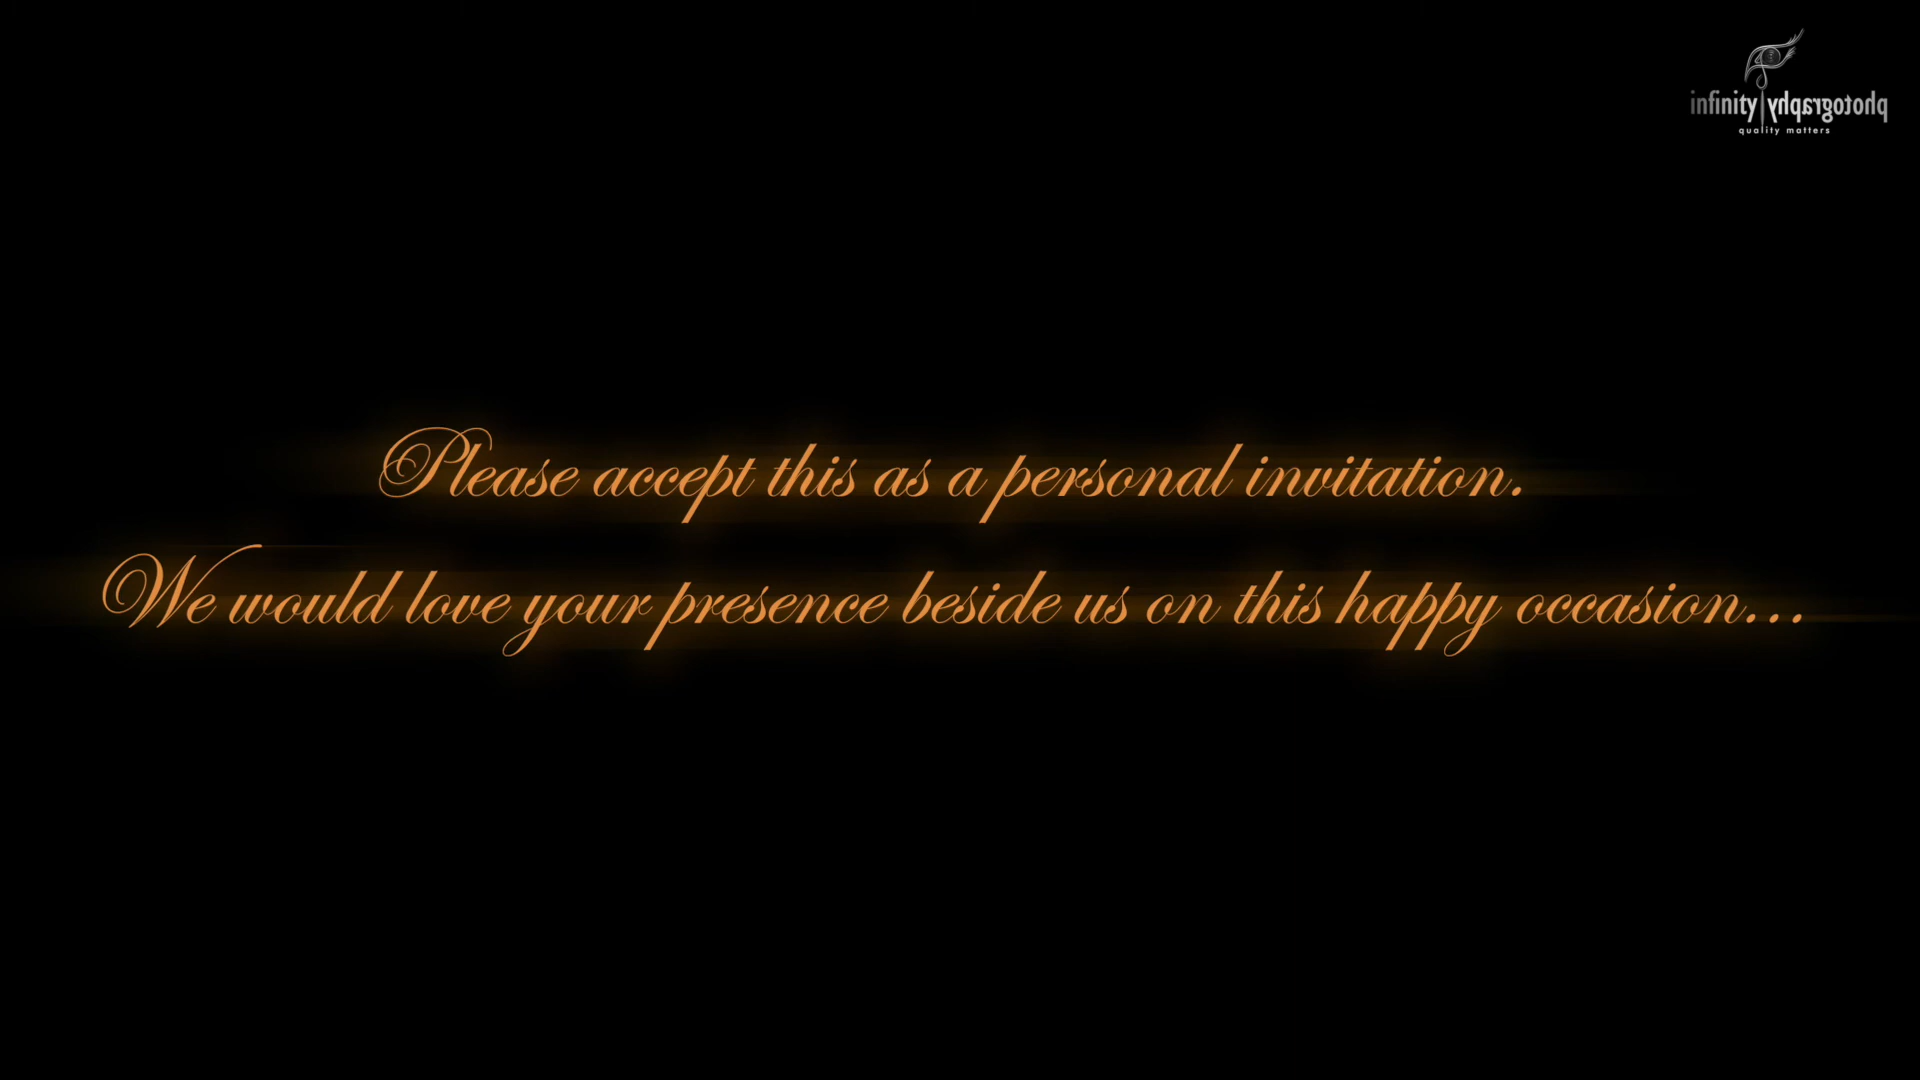 infinity photography
quality matters
Please accept this as a personal invitation.
We would love your presence beside us on this happy occasion...